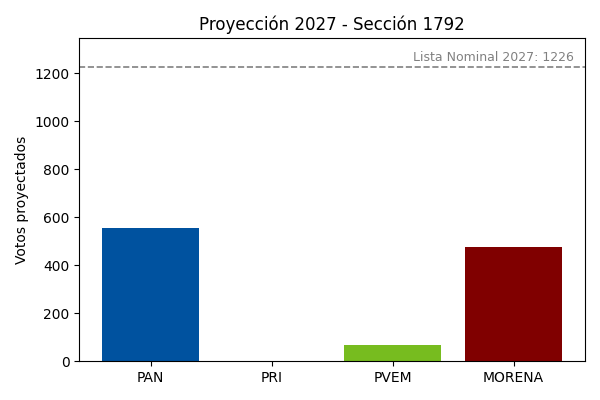 Proyección 2027 - Sección 1792
Lista Nominal 2027: 1226
Votos proyectados
1200
1000
800
600
400
200
0
PAN
PRI
PVEM
MORENA